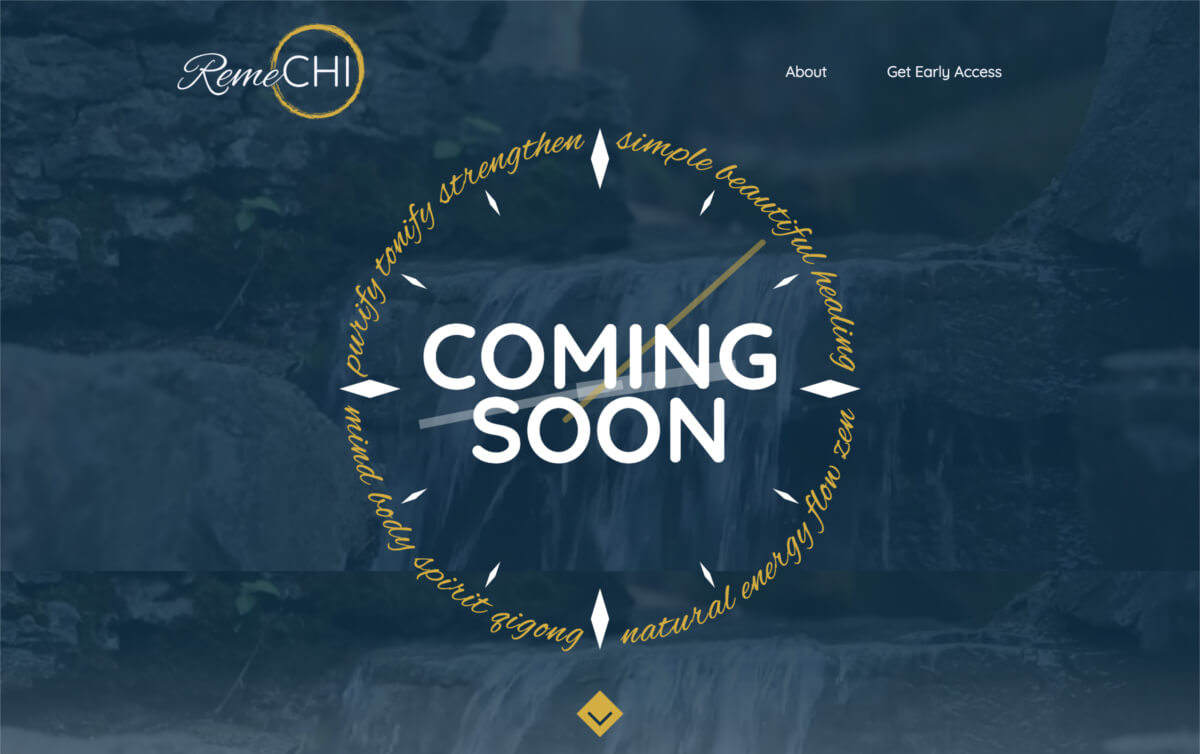 RemeCHI
About
Get Early Access
purify tonify strengthen
simple beautiful healing
COMING
SOON
mind body spirit qigong
natural energy flow zen